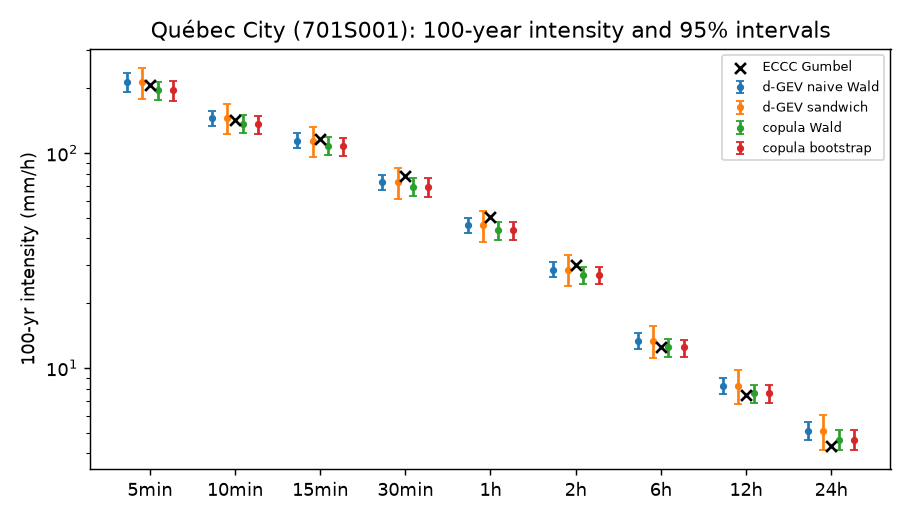 Québec City (701S001): 100-year intensity and 95% intervals
ECCC Gumbel
d-GEV naive Wald
d-GEV sandwich
copula Wald
copula bootstrap
100-yr intensity (mm/h)
10²
10¹
5min 10min 15min 30min 1h 2h 6h 12h 24h